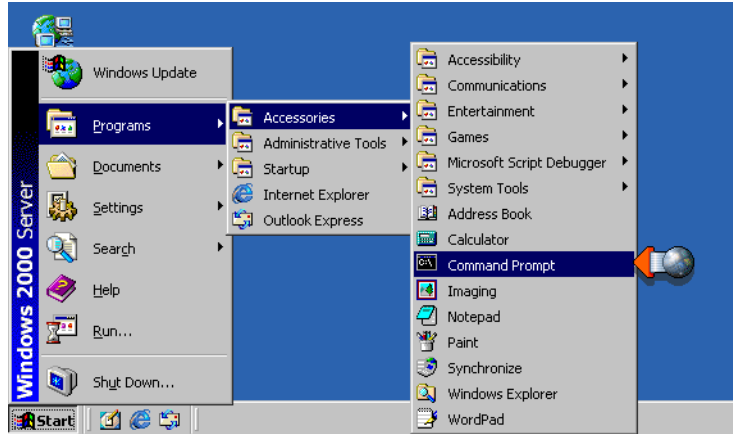 Windows 2000 Server
Windows Update
Programs
Documents
Settings
Search
Help
Run...
Shut Down...
Start
Accessories
Administrative Tools
Startup
Internet Explorer
Outlook Express
Accessibility
Communications
Entertainment
Games
Microsoft Script Debugger
System Tools
Address Book
Calculator
Command Prompt
Imaging
Notepad
Paint
Synchronize
Windows Explorer
WordPad